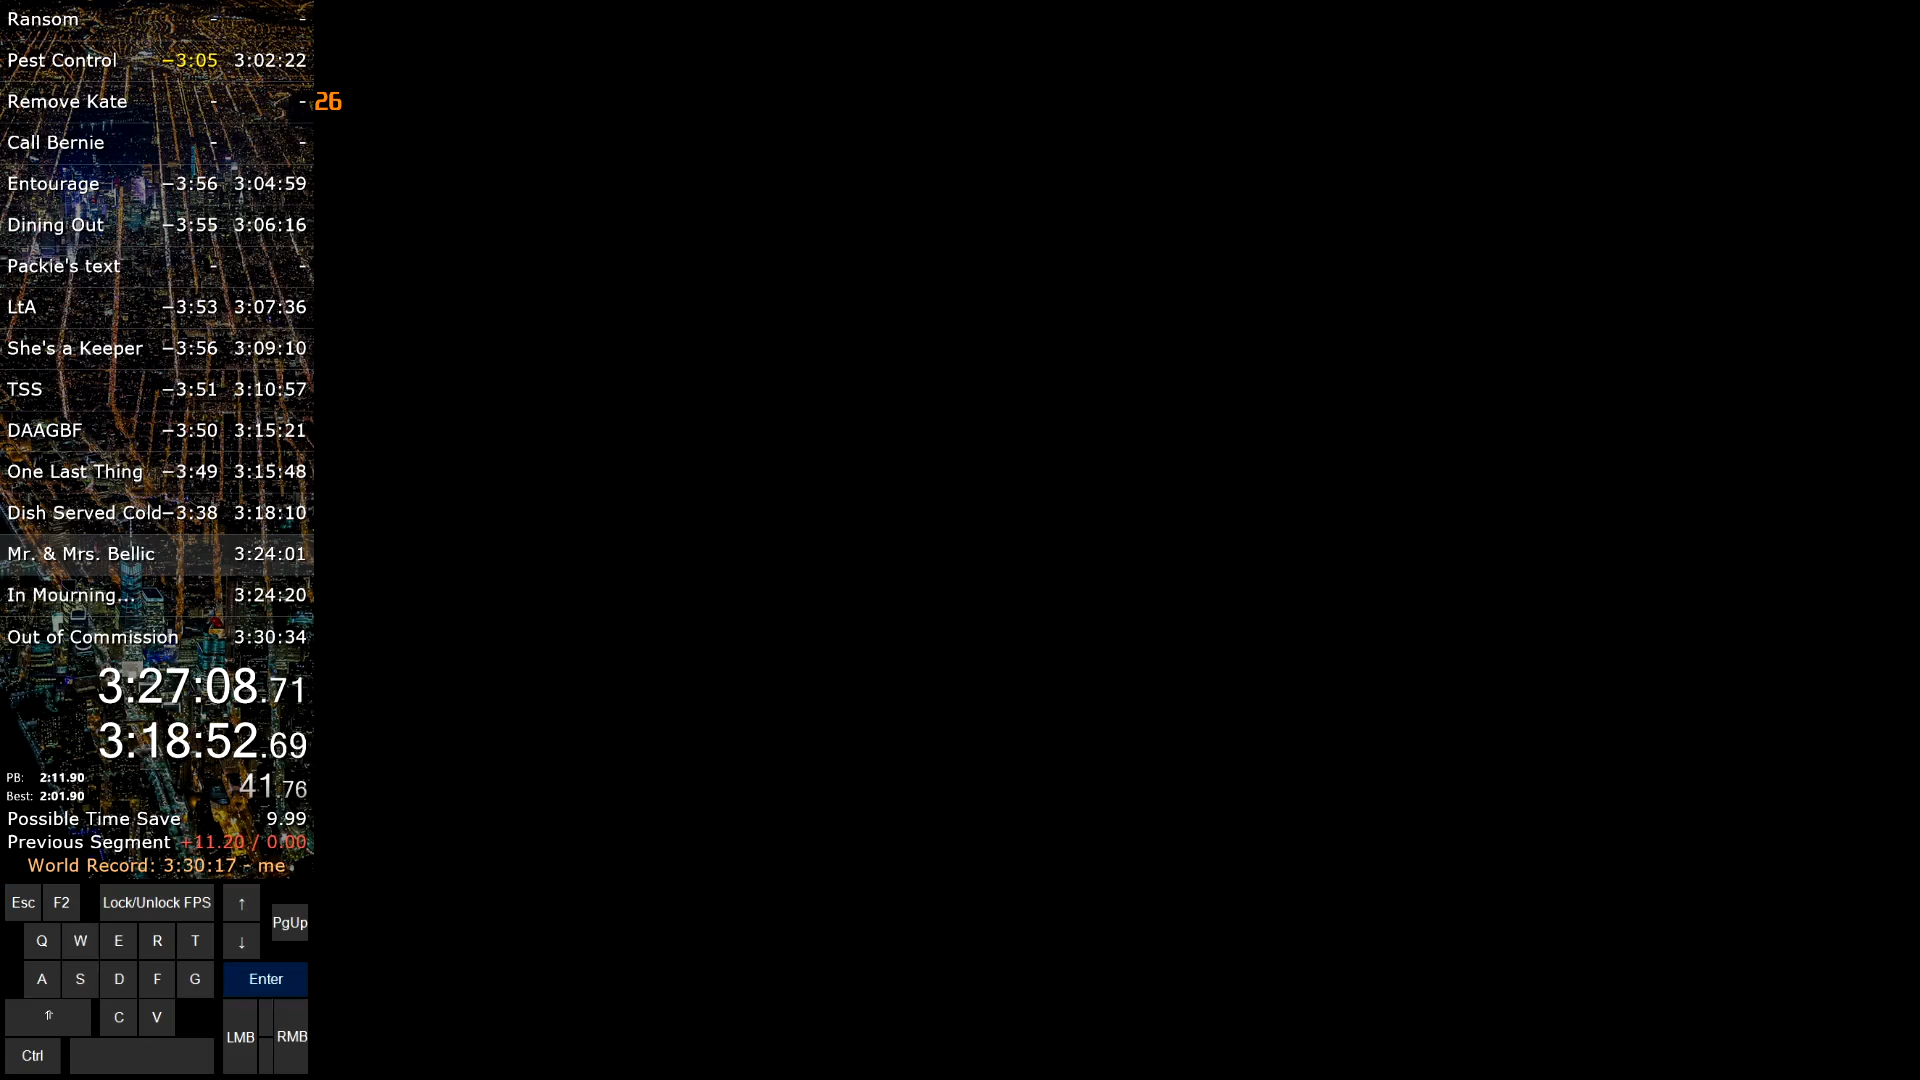 Ransom - -
Pest Control −3:05 3:02:22
Remove Kate - -
26
Call Bernie - -
Entourage −3:56 3:04:59
Dining Out −3:55 3:06:16
Packie's text - -
LtA −3:53 3:07:36
She's a Keeper −3:56 3:09:10
TSS −3:51 3:10:57
DAAGBF −3:50 3:15:21
One Last Thing −3:49 3:15:48
Dish Served Cold −3:38 3:18:10
Mr. & Mrs. Bellic 3:24:01
In Mourning... 3:24:20
Out of Commission 3:30:34
3:27:08.71
3:18:52.69
PB: 2:11.90 41.76
Best: 2:01.90
Possible Time Save 9.99
Previous Segment +11.20 / 0.00
World Record: 3:30:17 - me
Esc F2 Lock/Unlock FPS ↑ PgUp
Q W E R T ↓
A S D F G Enter
⇧ C V LMB RMB
Ctrl